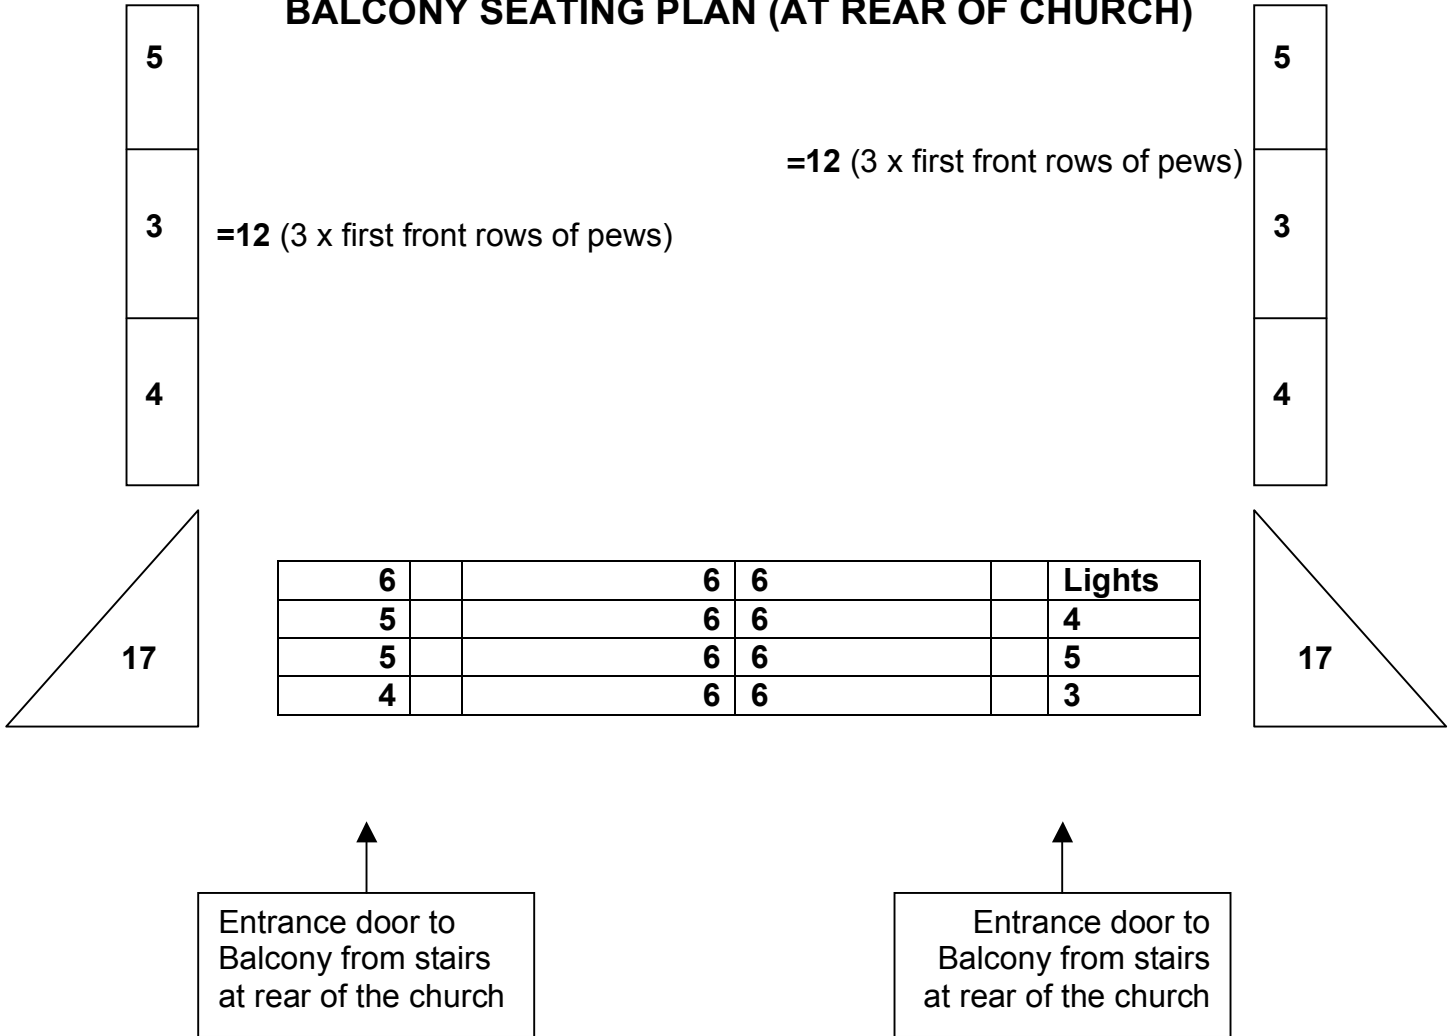 BALCONY SEATING PLAN (AT REAR OF CHURCH)
5
5
=12 (3 x first front rows of pews)
3
=12 (3 x first front rows of pews)
3
4
4
6 6 6 Lights
5 6 6 4
17
5 6 6 5
17
4 6 6 3
Entrance door to
Balcony from stairs
at rear of the church
Entrance door to
Balcony from stairs
at rear of the church